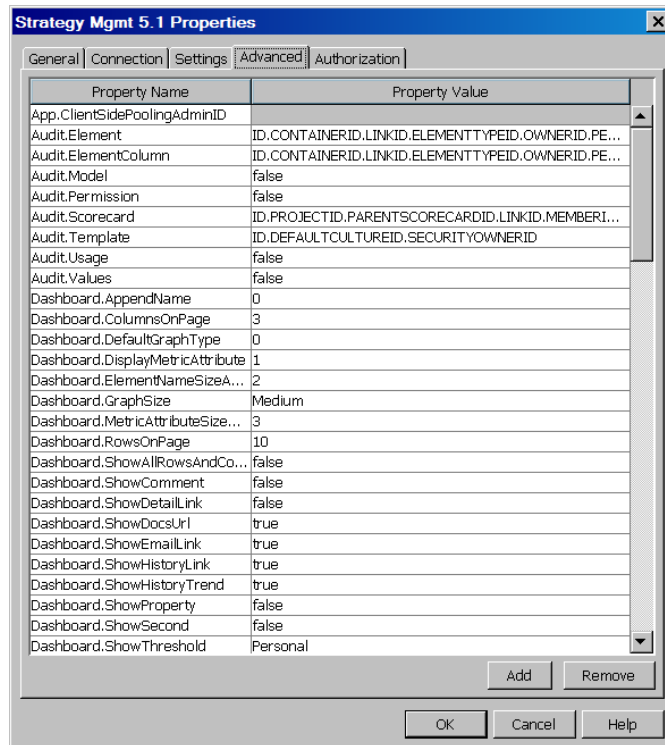 Strategy Mgmt 5.1 Properties
General Connection Settings Advanced Authorization
Property Name Property Value
App.ClientSidePoolingAdminID
Audit.Element ID.CONTAINERID.LINKID.ELEMENTTYPEID.OWNERID.PE...
Audit.ElementColumn ID.CONTAINERID.LINKID.ELEMENTTYPEID.OWNERID.PE...
Audit.Model false
Audit.Permission false
Audit.Scorecard ID.PROJECTID.PARENTSCORECARDID.LINKID.MEMBERI...
Audit.Template ID.DEFAULTCULTUREID.SECURITYOWNERID
Audit.Usage false
Audit.Values false
Dashboard.AppendName 0
Dashboard.ColumnsOnPage 3
Dashboard.DefaultGraphType 0
Dashboard.DisplayMetricAttribute 1
Dashboard.ElementNameSizeA... 2
Dashboard.GraphSize Medium
Dashboard.MetricAttributeSize... 3
Dashboard.RowsOnPage 10
Dashboard.ShowAllRowsAndCo... false
Dashboard.ShowComment false
Dashboard.ShowDetailLink false
Dashboard.ShowDocsUrl true
Dashboard.ShowEmailLink true
Dashboard.ShowHistoryLink true
Dashboard.ShowHistoryTrend true
Dashboard.ShowProperty false
Dashboard.ShowSecond false
Dashboard.ShowThreshold Personal
Add Remove
OK Cancel Help